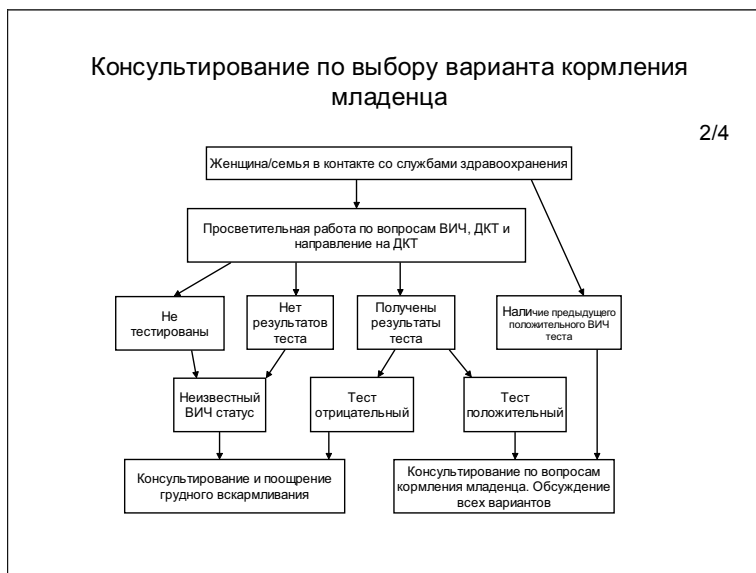 Консультирование по выбору варианта кормления
младенца
2/4
Женщина/семья в контакте со службами здравоохранения
Просветительная работа по вопросам ВИЧ, ДКТ и
направление на ДКТ
Не
тестированы
Нет
результатов
теста
Получены
результаты
теста
Наличие предыдущего
положительного ВИЧ
теста
Неизвестный
ВИЧ статус
Тест
отрицательный
Тест
положительный
Консультирование и поощрение
грудного вскармливания
Консультирование по вопросам
кормления младенца. Обсуждение
всех вариантов